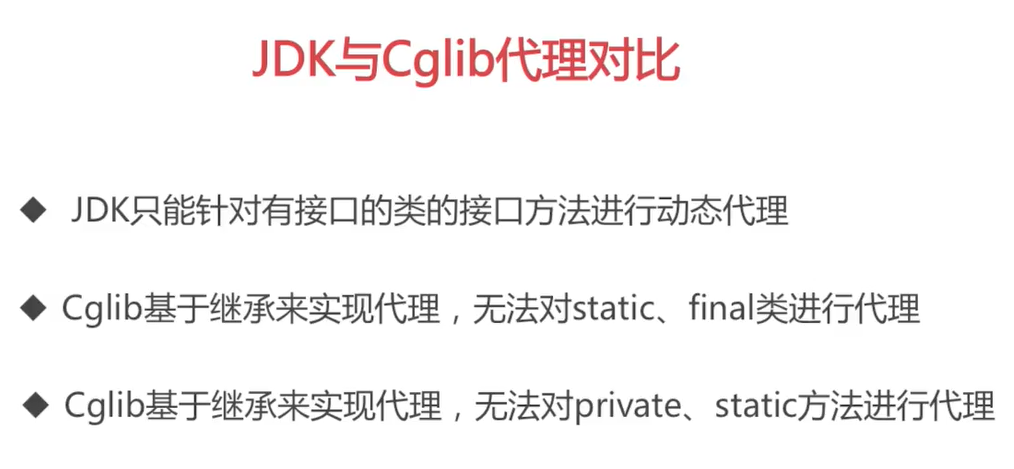 JDK与Cglib代理对比
◆ JDK只能针对有接口的类的接口方法进行动态代理
◆ Cglib基于继承来实现代理，无法对static、final类进行代理
◆ Cglib基于继承来实现代理，无法对private、static方法进行代理